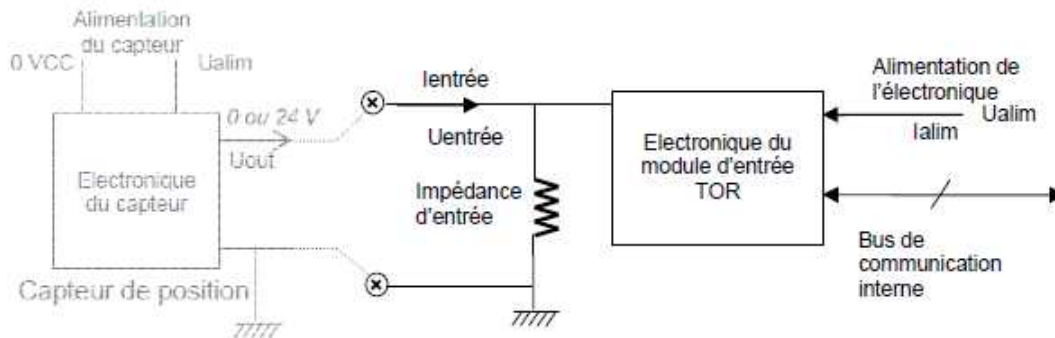 Alimentation
du capteur
0 VCC
Ualim
0 ou 24 V
Uout
Electronique
du capteur
Capteur de position
Ientrée
Uentrée
Impédance
d'entrée
Electronique du
module d'entrée
TOR
Alimentation de
l'électronique
Ualim
Ialim
Bus de
communication
interne